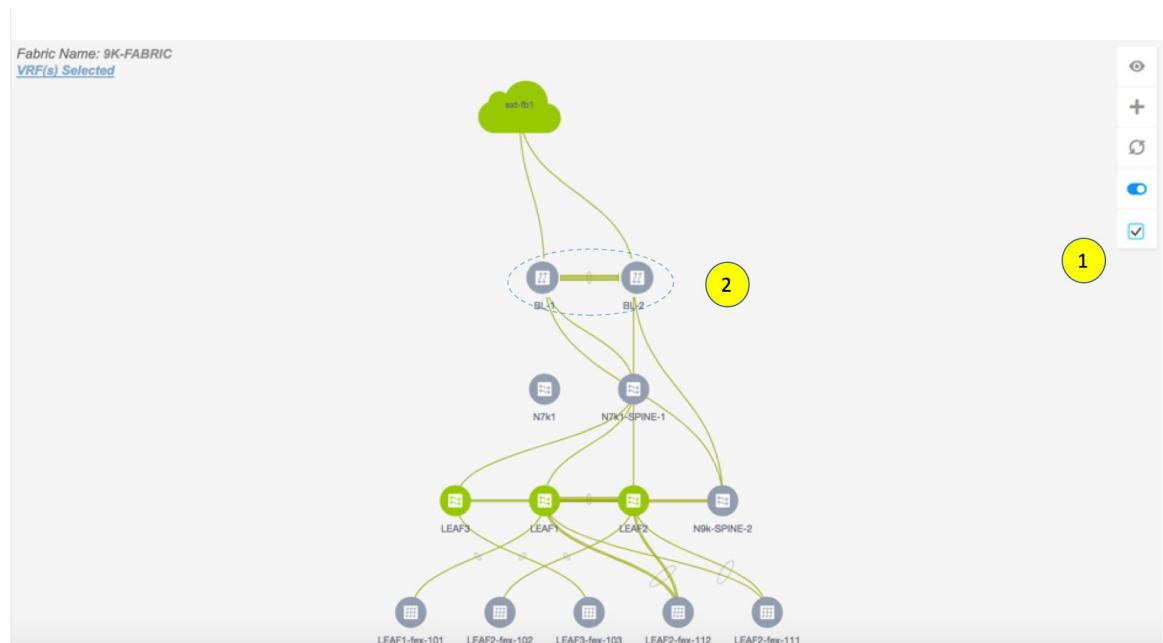 Fabric Name: 9K-FABRIC
VRF(s) Selected
ext-fb1
1
2
BL-1
BL-2
N7k1
N7k1-SPINE-1
LEAF3
LEAF1
LEAF2
N9k-SPINE-2
LEAF1-fex-101
LEAF2-fex-102
LEAF3-fex-103
LEAF2-fex-112
LEAF2-fex-111